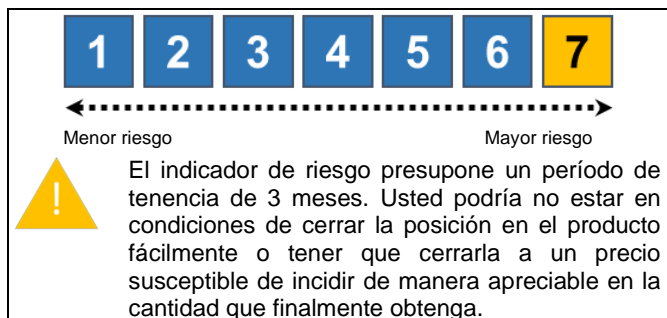 1 2 3 4 5 6 7
Menor riesgo Mayor riesgo
!
El indicador de riesgo presupone un período de
tenencia de 3 meses. Usted podría no estar en
condiciones de cerrar la posición en el producto
fácilmente o tener que cerrarla a un precio
susceptible de incidir de manera apreciable en la
cantidad que finalmente obtenga.